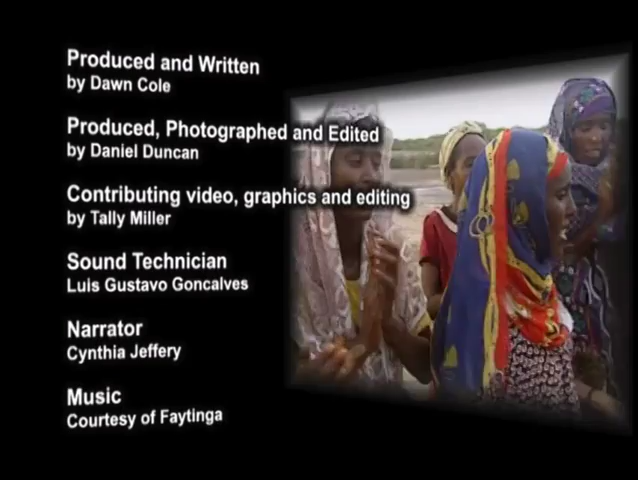 Produced and Written
by Dawn Cole
Produced, Photographed and Edited
by Daniel Duncan
Contributing video, graphics and editing
by Tally Miller
Sound Technician
Luis Gustavo Goncalves
Narrator
Cynthia Jeffery
Music
Courtesy of Faytinga